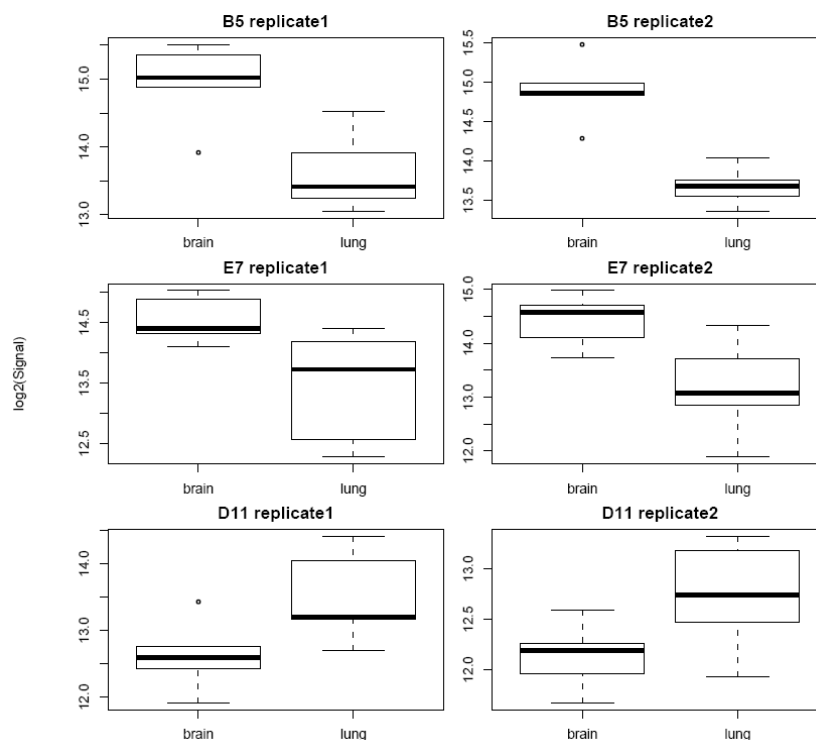 B5 replicate1
B5 replicate2
15.0
14.0
13.0
15.5
15.0
14.5
14.0
13.5
brain
lung
brain
lung
E7 replicate1
E7 replicate2
log2(Signal)
14.5
13.5
12.5
15.0
14.0
13.0
12.0
brain
lung
brain
lung
D11 replicate1
D11 replicate2
14.0
13.0
12.0
13.0
12.5
12.0
brain
lung
brain
lung